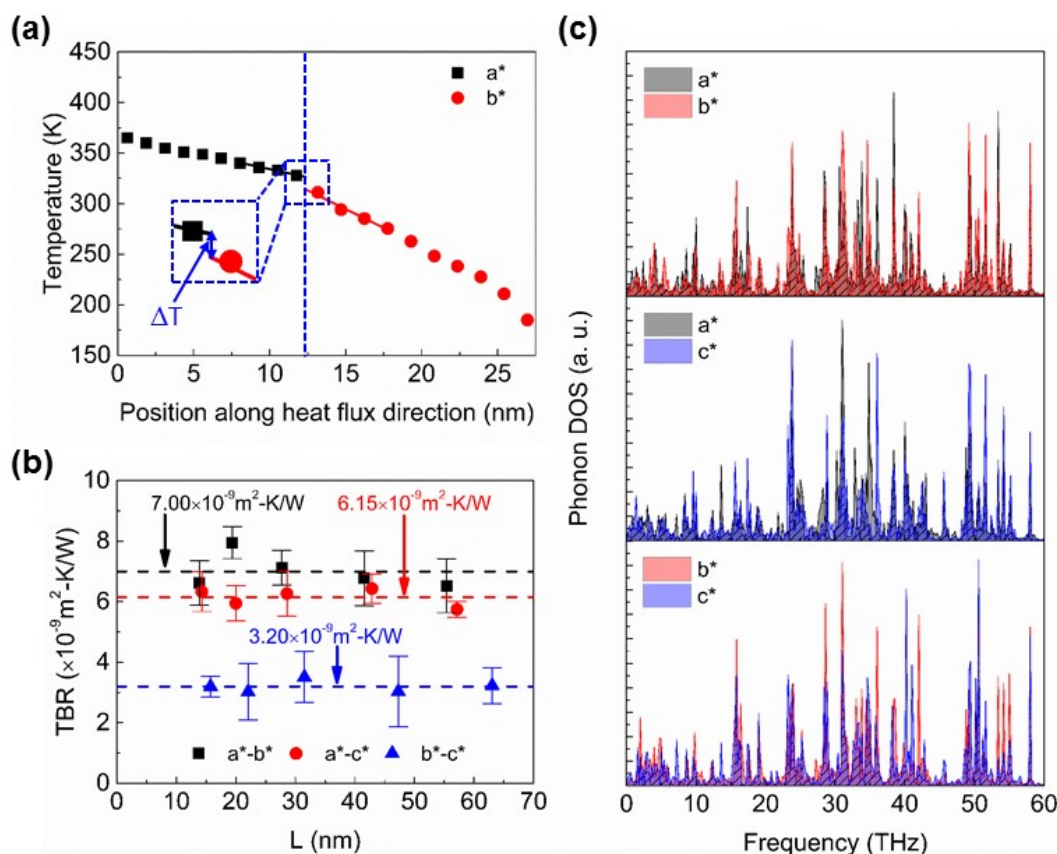 (a)
450
400
350
300
250
200
150
Temperature (K)
a*
b*
ΔT
0 5 10 15 20 25
Position along heat flux direction (nm)
(b)
10
8
6
4
2
0
TBR (×10⁻⁹m²-K/W)
7.00×10⁻⁹m²-K/W
6.15×10⁻⁹m²-K/W
3.20×10⁻⁹m²-K/W
a*-b* a*-c* b*-c*
0 10 20 30 40 50 60 70
L (nm)
(c)
Phonon DOS (a. u.)
a*
b*
a*
c*
b*
c*
0 10 20 30 40 50 60
Frequency (THz)